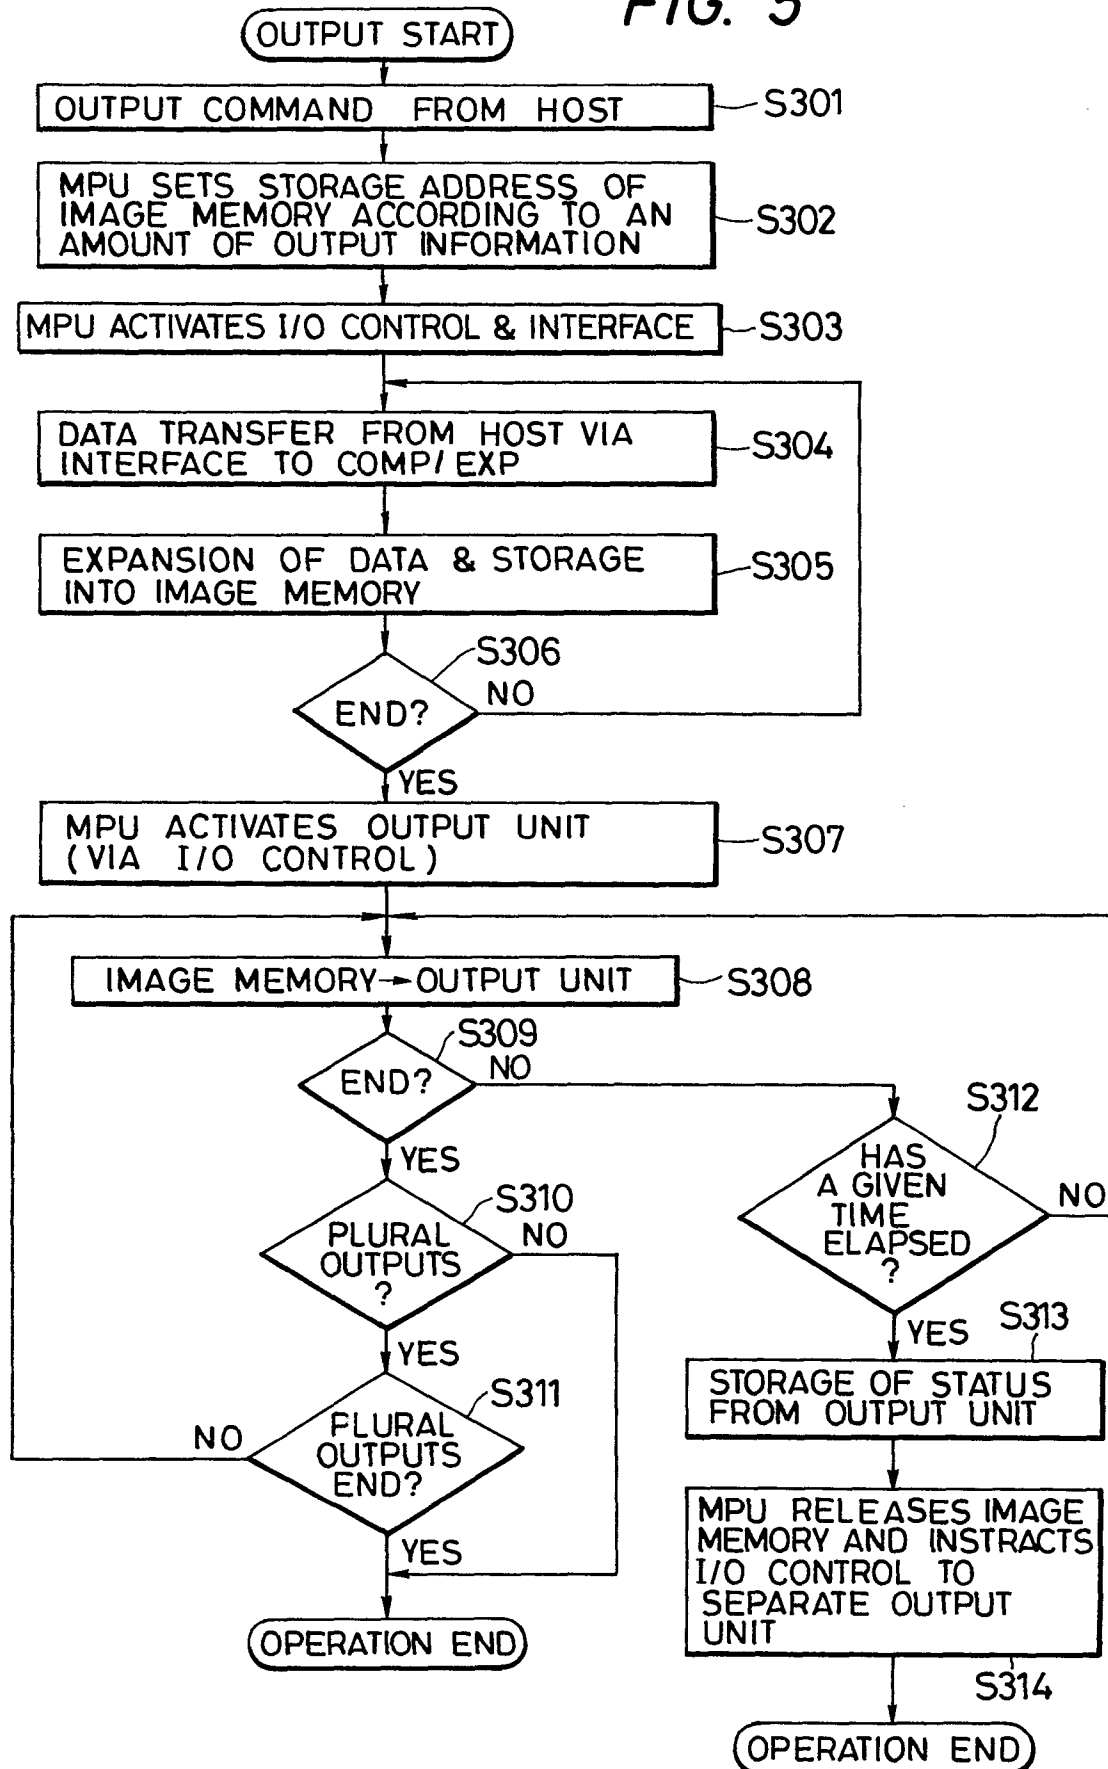 FIG. 5
OUTPUT START
OUTPUT COMMAND FROM HOST
S301
MPU SETS STORAGE ADDRESS OF
IMAGE MEMORY ACCORDING TO AN
AMOUNT OF OUTPUT INFORMATION
S302
MPU ACTIVATES I/O CONTROL & INTERFACE
S303
DATA TRANSFER FROM HOST VIA
INTERFACE TO COMP/EXP
S304
EXPANSION OF DATA & STORAGE
INTO IMAGE MEMORY
S305
S306
END?
NO
YES
MPU ACTIVATES OUTPUT UNIT
(VIA I/O CONTROL)
S307
IMAGE MEMORY→OUTPUT UNIT
S308
S309
END?
NO
YES
S310
PLURAL
OUTPUTS
?
NO
YES
S311
PLURAL
OUTPUTS
END?
NO
YES
OPERATION END
S312
HAS
A GIVEN
TIME
ELAPSED
?
NO
YES
S313
STORAGE OF STATUS
FROM OUTPUT UNIT
MPU RELEASES IMAGE
MEMORY AND INSTRACTS
I/O CONTROL TO
SEPARATE OUTPUT
UNIT
S314
OPERATION END